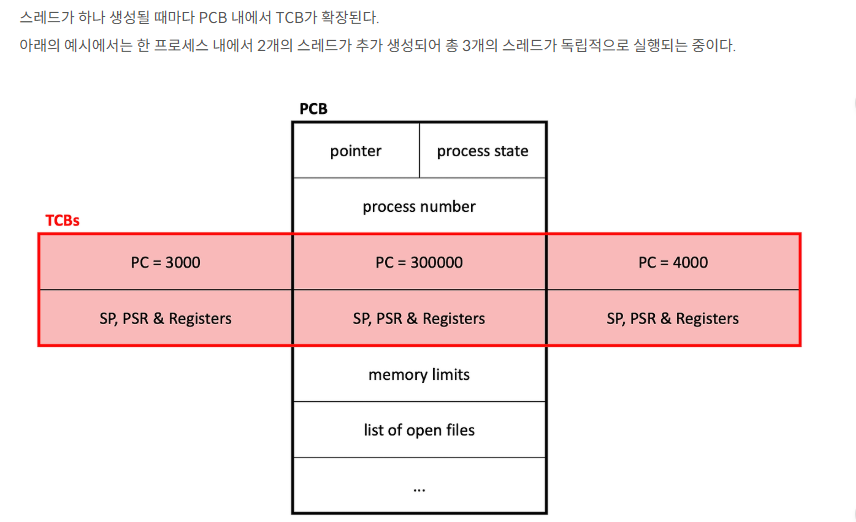 스레드가 하나 생성될 때마다 PCB 내에서 TCB가 확장된다.
아래의 예시에서는 한 프로세스 내에서 2개의 스레드가 추가 생성되어 총 3개의 스레드가 독립적으로 실행되는 중이다.
PCB
pointer
process state
process number
TCBs
PC = 3000
PC = 300000
PC = 4000
SP, PSR & Registers
SP, PSR & Registers
SP, PSR & Registers
memory limits
list of open files
...